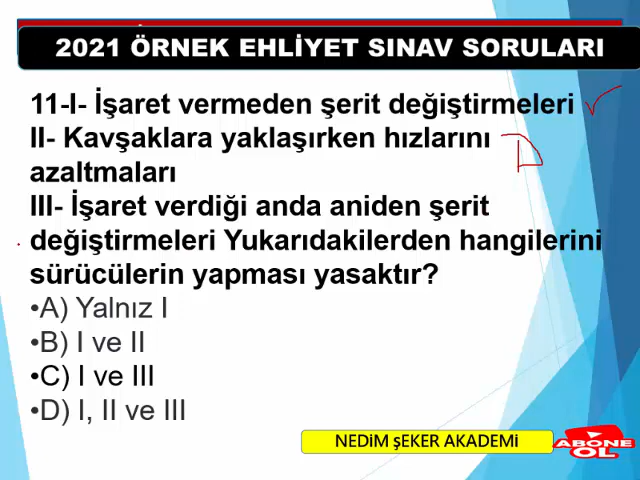 2021 ÖRNEK EHLİYET SINAV SORULARI
11-I- İşaret vermeden şerit değiştirmeleri
II- Kavşaklara yaklaşırken hızlarını
azaltmaları
III- İşaret verdiği anda aniden şerit
değiştirmeleri Yukarıdakilerden hangilerini
sürücülerin yapması yasaktır?
•A) Yalnız I
•B) I ve II
•C) I ve III
•D) I, II ve III
NEDiM şEKER AKADEMi
ABONE
OL